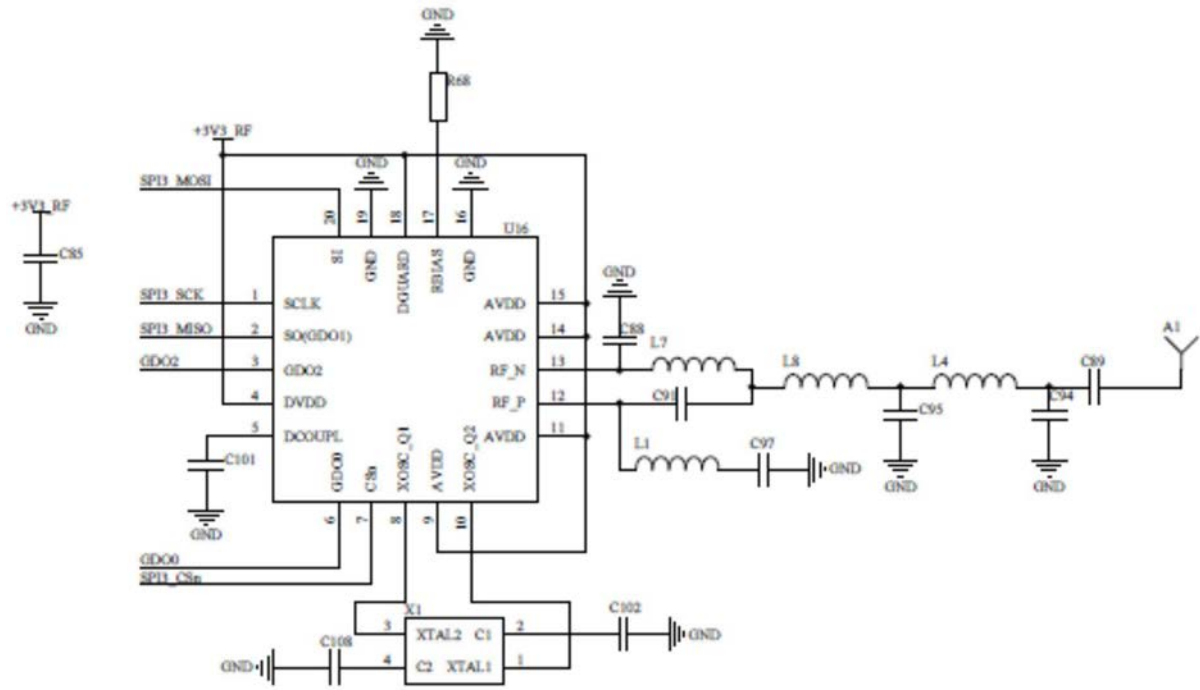 GND
R68
+3V3_RF
GND
GND
SPI3_MOSI
+3V3_RF
20
19
18
17
16
U16
C85
SI
GND
DGUARD
RBIAS
GND
GND
GND
SPI3_SCK
1
SCLK
AVDD
15
SPI3_MISO
2
SO(GDO1)
AVDD
14
C88
L7
A1
GDO2
3
GDO2
RF_N
13
L8
L4
C89
4
DVDD
RF_P
12
C91
C94
5
DCOUPL
AVDD
11
C95
C101
GDO0
CSn
XOSC_Q1
AVDD
XOSC_Q2
L1
C97
GND
GND
GND
6
7
8
9
10
GND
GDO0
SPI3_CSn
X1
C102
3
XTAL2
C1
2
GND
C108
GND
4
C2
XTAL1
1